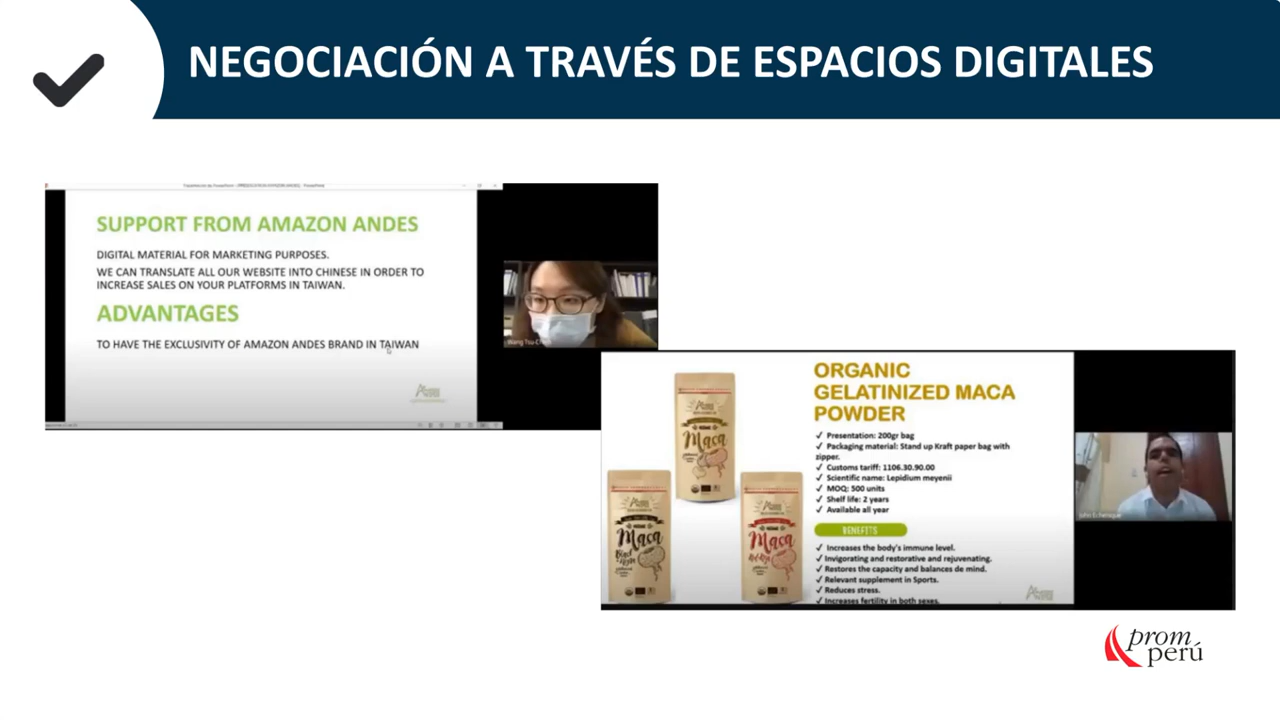 NEGOCIACIÓN A TRAVÉS DE ESPACIOS DIGITALES
SUPPORT FROM AMAZON ANDES
DIGITAL MATERIAL FOR MARKETING PURPOSES.
WE CAN TRANSLATE ALL OUR WEBSITE INTO CHINESE IN ORDER TO
INCREASE SALES ON YOUR PLATFORMS IN TAIWAN.
ADVANTAGES
TO HAVE THE EXCLUSIVITY OF AMAZON ANDES BRAND IN TAIWAN
Wang Tzu-
ORGANIC
GELATINIZED MACA
POWDER
✓ Presentation: 200gr bag
✓ Packaging material: Stand up Kraft paper bag with
zipper.
✓ Customs tariff: 1106.30.90.00
✓ Scientific name: Lepidium meyenii
✓ MOQ: 500 units
✓ Shelf life: 2 years
✓ Available all year
BENEFITS
✓ Increases the body's immune level.
✓ Invigorating and restorative and rejuvenating.
✓ Restores the capacity and balances de mind.
✓ Relevant supplement in Sports.
✓ Reduces stress.
✓ Increases fertility in both sexes.
Maca
Maca
Maca
John
prom
perú